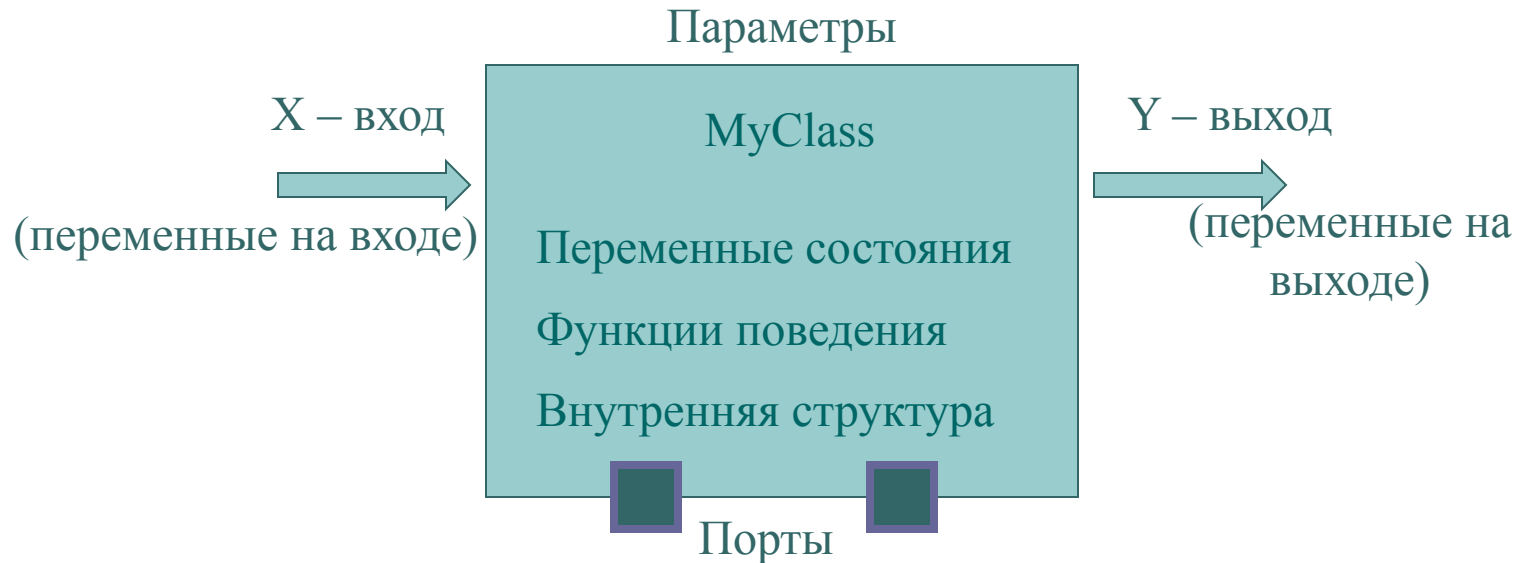 Параметры
X – вход
MyClass
Y – выход
(переменные на входе)
Переменные состояния
(переменные на
выходе)
Функции поведения
Внутренняя структура
Порты